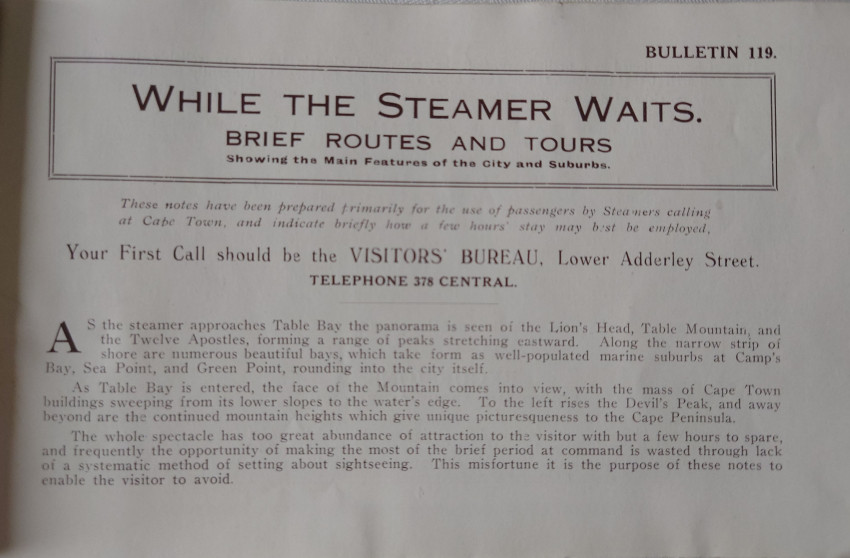 BULLETIN 119.
WHILE THE STEAMER WAITS.
BRIEF ROUTES AND TOURS
Showing the Main Features of the City and Suburbs.
These notes have been prepared primarily for the use of passengers by Steamers calling
at Cape Town, and indicate briefly how a few hours' stay may best be employed,
Your First Call should be the VISITORS' BUREAU, Lower Adderley Street.
TELEPHONE 378 CENTRAL.
AS the steamer approaches Table Bay the panorama is seen of the Lion's Head, Table Mountain, and
the Twelve Apostles, forming a range of peaks stretching eastward. Along the narrow strip of
shore are numerous beautiful bays, which take form as well-populated marine suburbs at Camp's
Bay, Sea Point, and Green Point, rounding into the city itself.
As Table Bay is entered, the face of the Mountain comes into view, with the mass of Cape Town
buildings sweeping from its lower slopes to the water's edge. To the left rises the Devil's Peak, and away
beyond are the continued mountain heights which give unique picturesqueness to the Cape Peninsula.
The whole spectacle has too great abundance of attraction to the visitor with but a few hours to spare,
and frequently the opportunity of making the most of the brief period at command is wasted through lack
of a systematic method of setting about sightseeing. This misfortune it is the purpose of these notes to
enable the visitor to avoid.